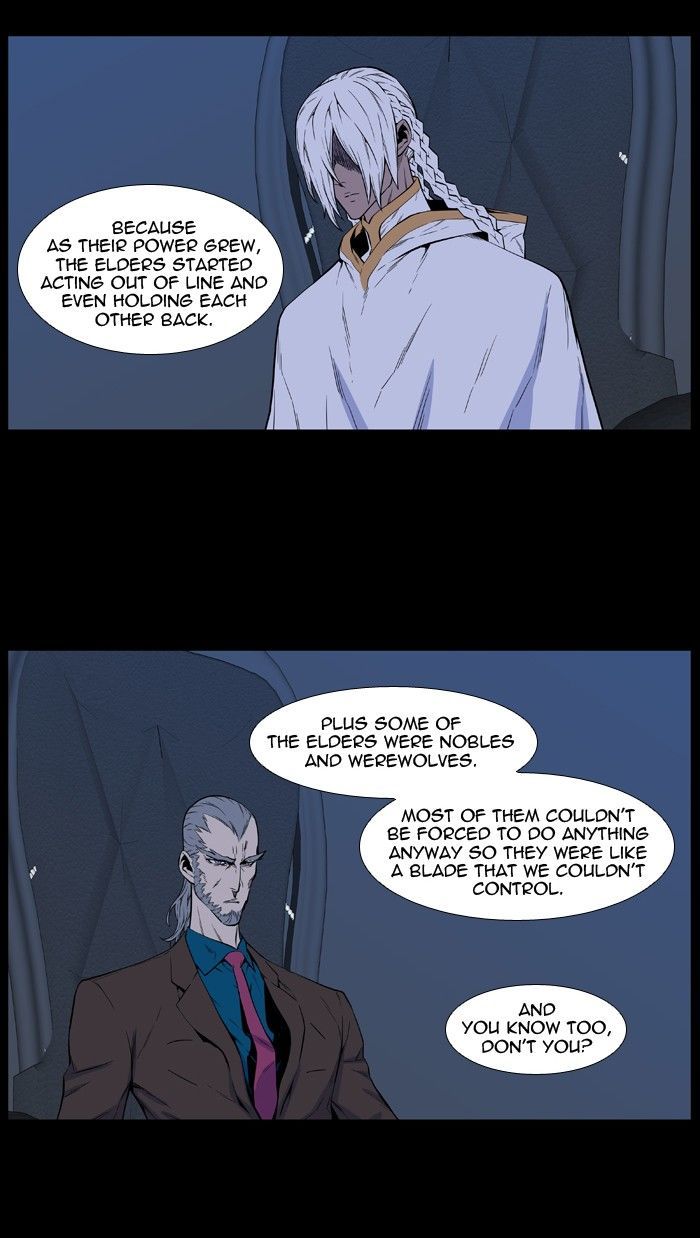 BECAUSE
AS THEIR POWER GREW,
THE ELDERS STARTED
ACTING OUT OF LINE AND
EVEN HOLDING EACH
OTHER BACK.
PLUS SOME OF
THE ELDERS WERE NOBLES
AND WEREWOLVES.
MOST OF THEM COULDN'T
BE FORCED TO DO ANYTHING
ANYWAY SO THEY WERE LIKE
A BLADE THAT WE COULDN'T
CONTROL.
AND
YOU KNOW TOO,
DON'T YOU?